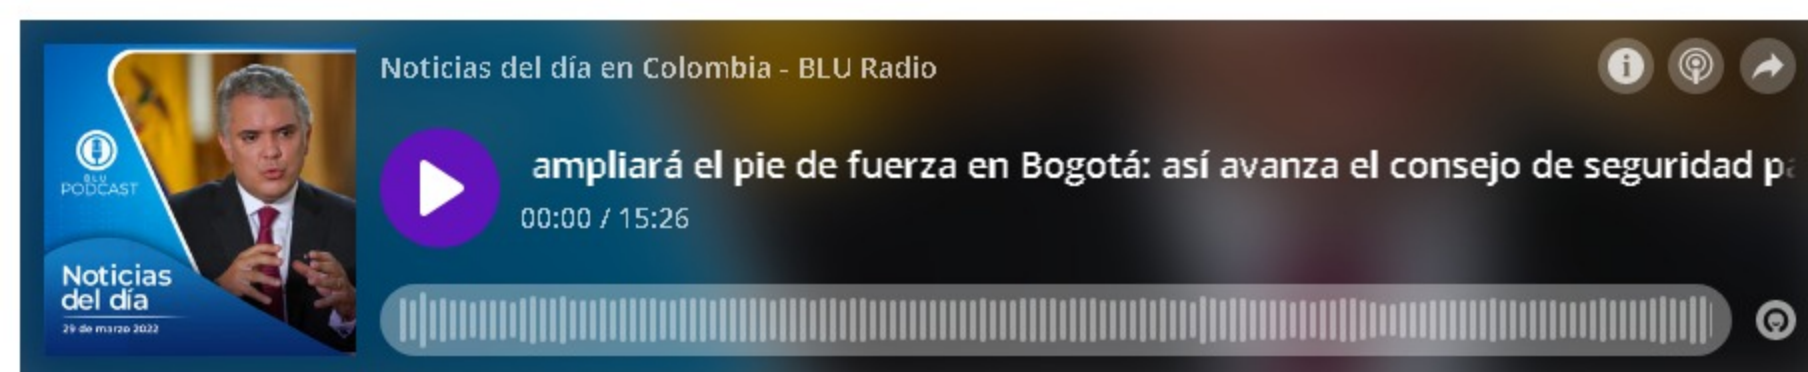 Noticias del día en Colombia - BLU Radio
ampliará el pie de fuerza en Bogotá: así avanza el consejo de seguridad
00:00 / 15:26
BLU
PODCAST
Noticias
del día
29 de marzo 2022